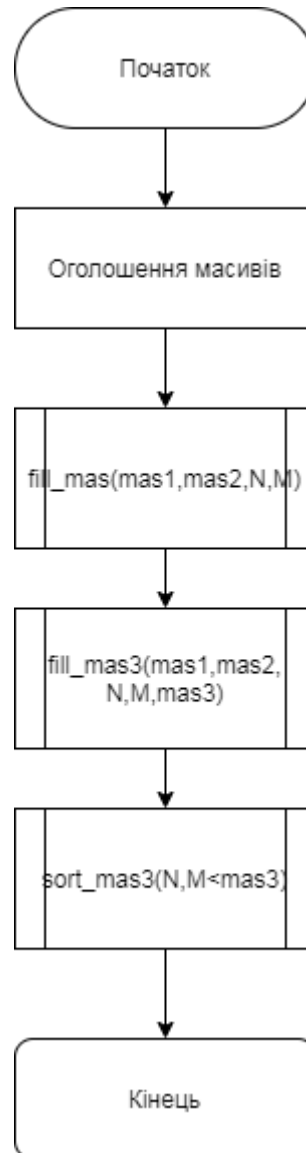 Початок
Оголошення масивів
fill_mas(mas1,mas2,N,M)
fill_mas3(mas1,mas2,
N,M,mas3)
sort_mas3(N,M<mas3)
Кінець